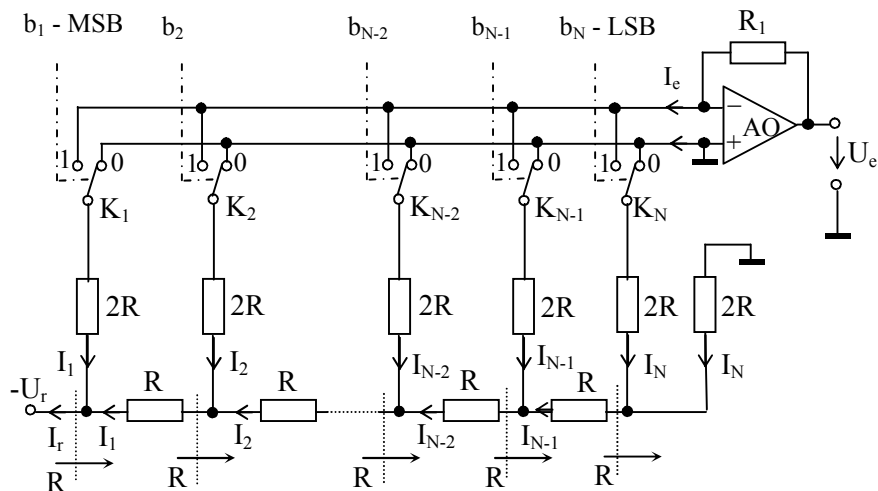 b1 - MSB b2 bN-2 bN-1 bN - LSB R1
Ie
− AO +
Ue
1 0 1 0 1 0 1 0 1 0
K1 K2 KN-2 KN-1 KN
2R 2R 2R 2R 2R 2R
I1 I2 IN-2 IN-1 IN IN
-Ur R R R R
Ir I1 I2 IN-2 IN-1
R R R R R